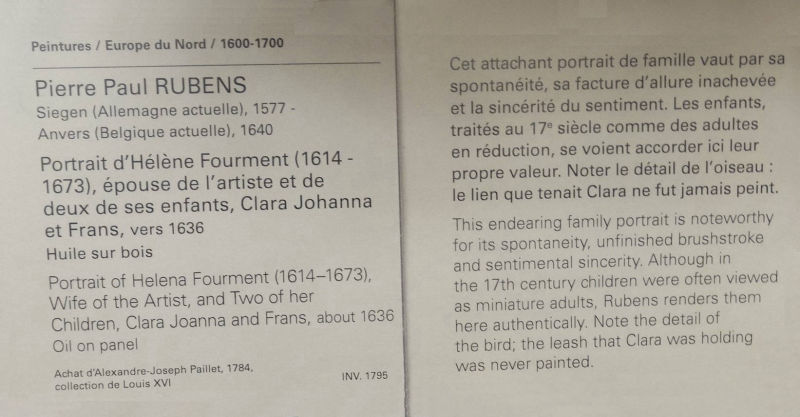 Peintures / Europe du Nord / 1600-1700
Pierre Paul RUBENS
Siegen (Allemagne actuelle), 1577 -
Anvers (Belgique actuelle), 1640
Portrait d'Hélène Fourment (1614 -
1673), épouse de l'artiste et de
deux de ses enfants, Clara Johanna
et Frans, vers 1636
Huile sur bois
Portrait of Helena Fourment (1614–1673),
Wife of the Artist, and Two of her
Children, Clara Joanna and Frans, about 1636
Oil on panel
Achat d'Alexandre-Joseph Paillet, 1784,
collection de Louis XVI
INV. 1795
Cet attachant portrait de famille vaut par sa
spontanéité, sa facture d'allure inachevée
et la sincérité du sentiment. Les enfants,
traités au 17e siècle comme des adultes
en réduction, se voient accorder ici leur
propre valeur. Noter le détail de l'oiseau :
le lien que tenait Clara ne fut jamais peint.
This endearing family portrait is noteworthy
for its spontaneity, unfinished brushstroke
and sentimental sincerity. Although in
the 17th century children were often viewed
as miniature adults, Rubens renders them
here authentically. Note the detail of
the bird; the leash that Clara was holding
was never painted.